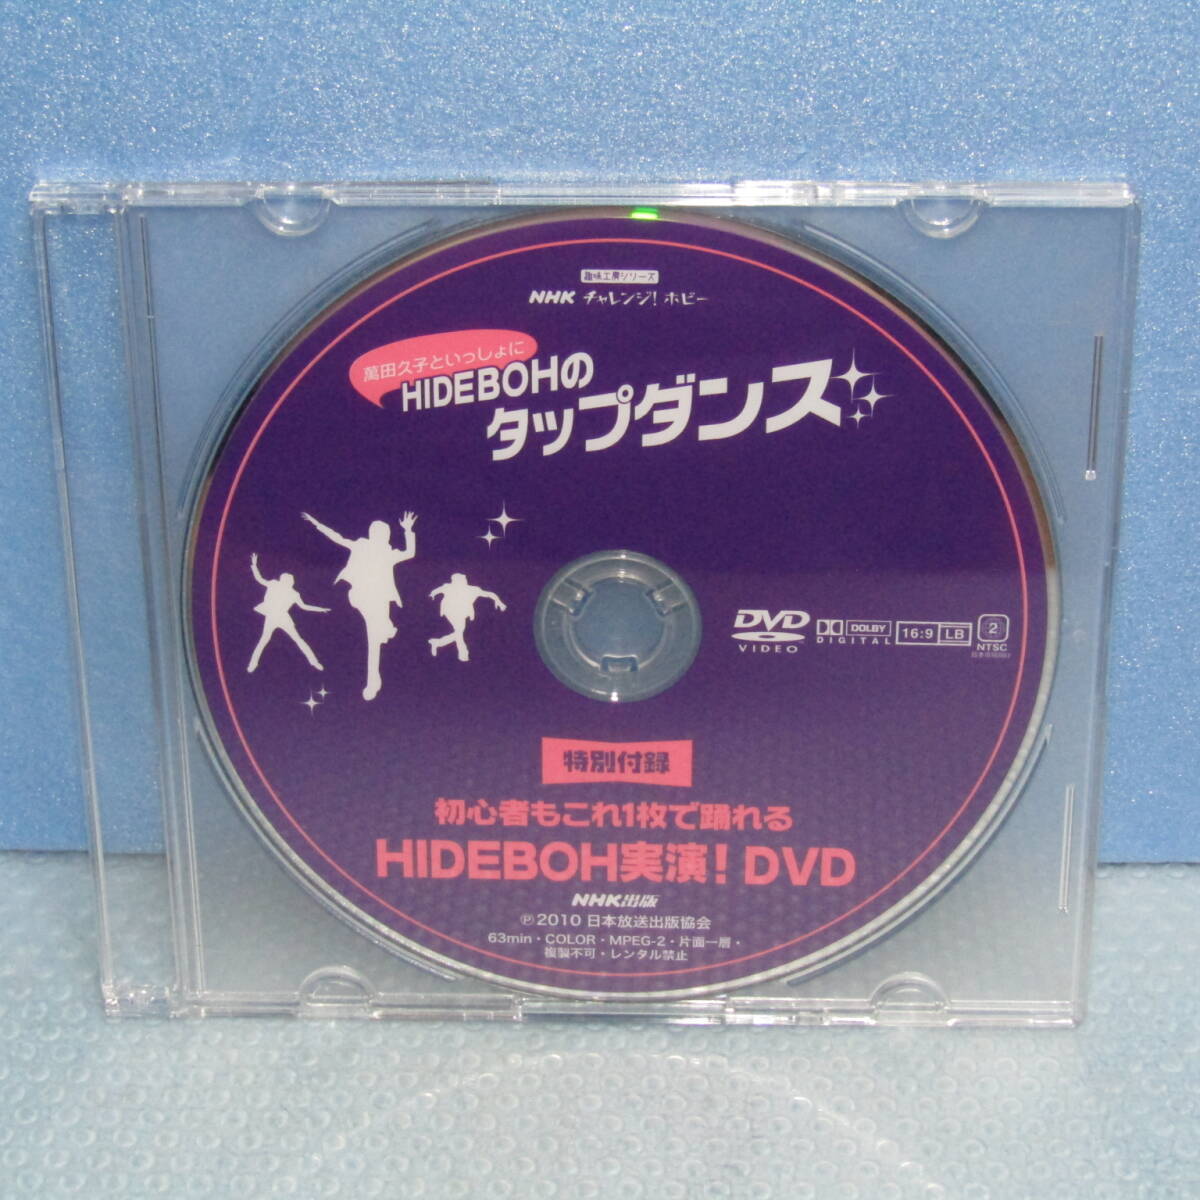 趣味工房シリーズ
NHK チャレンジ! ホビー
萬田久子といっしょに
HIDEBOHの
タップダンス
DVD
VIDEO
DOLBY
DIGITAL
16:9 LB
2
NTSC
特別付録
初心者もこれ1枚で踊れる
HIDEBOH実演! DVD
NHK出版
℗2010 日本放送出版協会
63min・COLOR・MPEG-2・片面一層・
複製不可・レンタル禁止